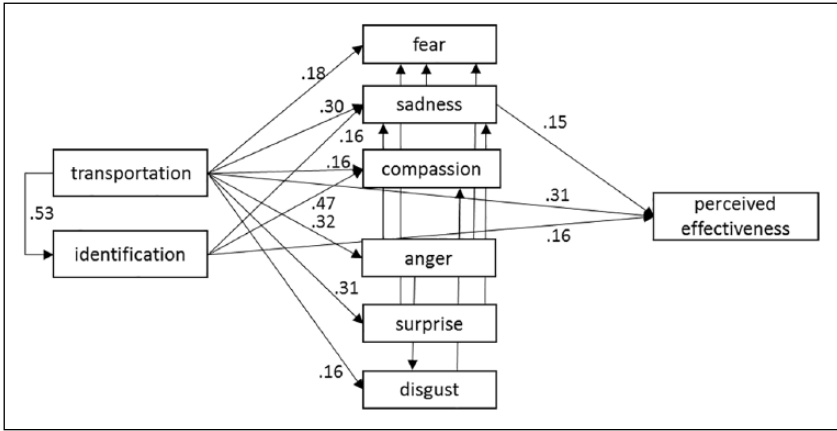 fear
.18
.30
sadness
.16
.15
transportation
.16
compassion
.31
perceived
effectiveness
.53
.47
.32
.16
identification
anger
.31
surprise
.16
disgust